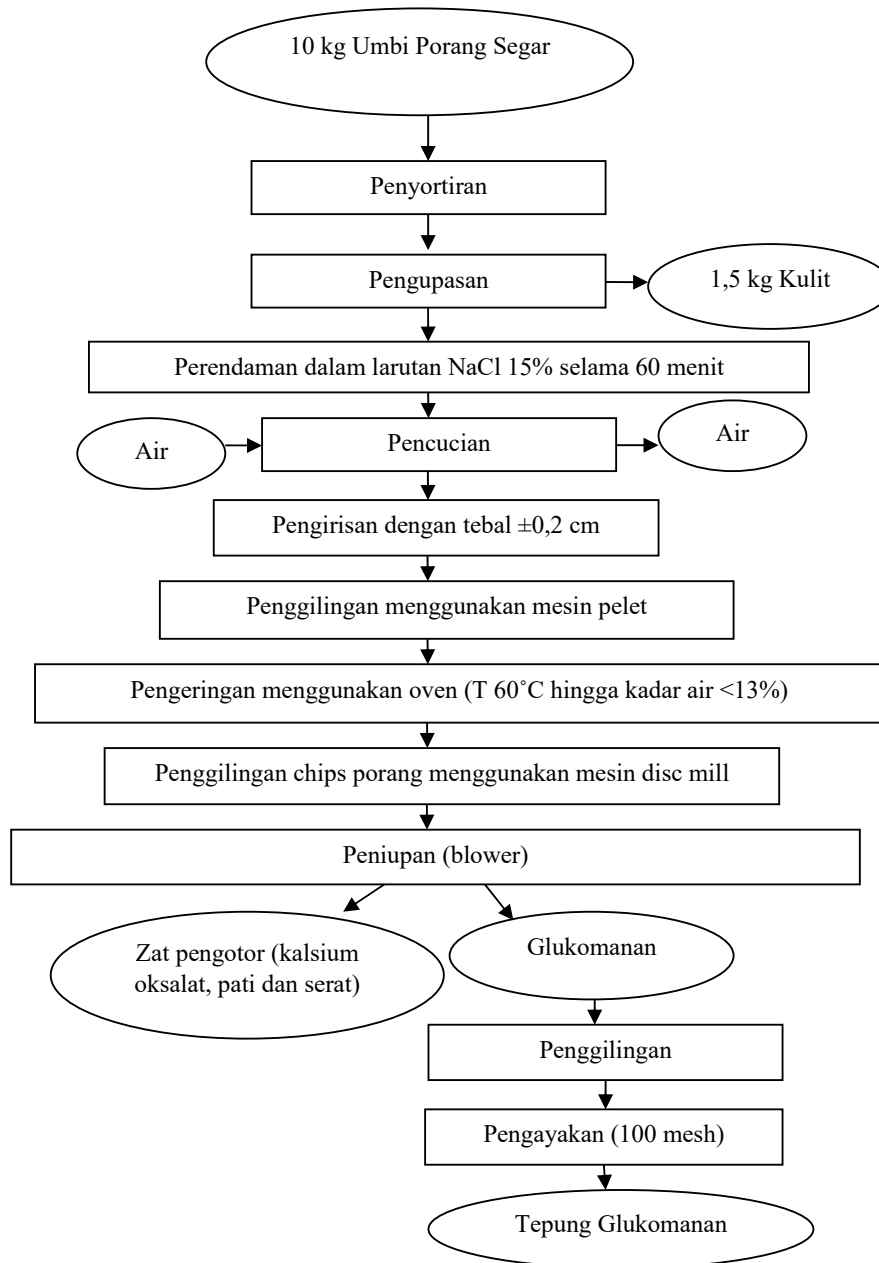 10 kg Umbi Porang Segar
Penyortiran
Pengupasan
1,5 kg Kulit
Perendaman dalam larutan NaCl 15% selama 60 menit
Air
Pencucian
Air
Pengirisan dengan tebal ±0,2 cm
Penggilingan menggunakan mesin pelet
Pengeringan menggunakan oven (T 60˚C hingga kadar air <13%)
Penggilingan chips porang menggunakan mesin disc mill
Peniupan (blower)
Zat pengotor (kalsium
oksalat, pati dan serat)
Glukomanan
Penggilingan
Pengayakan (100 mesh)
Tepung Glukomanan